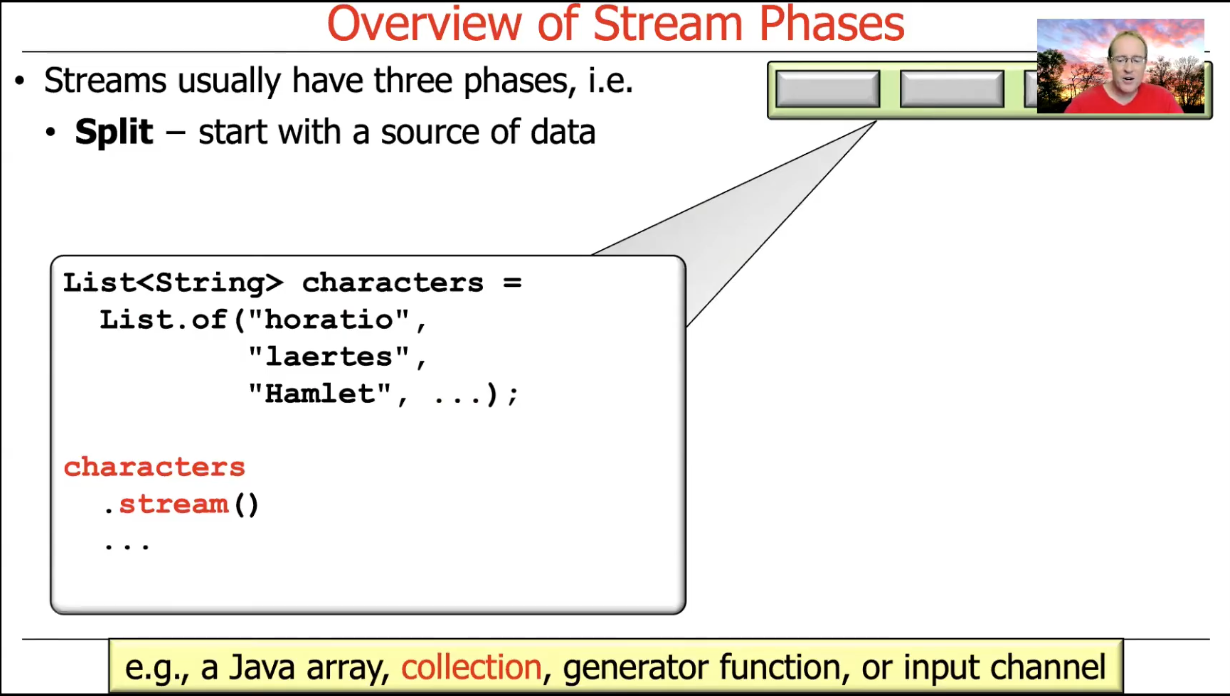 Overview of Stream Phases
• Streams usually have three phases, i.e.
• Split – start with a source of data
List<String> characters =
List.of("horatio",
"laertes",
"Hamlet", ...);
characters
.stream()
...
e.g., a Java array, collection, generator function, or input channel